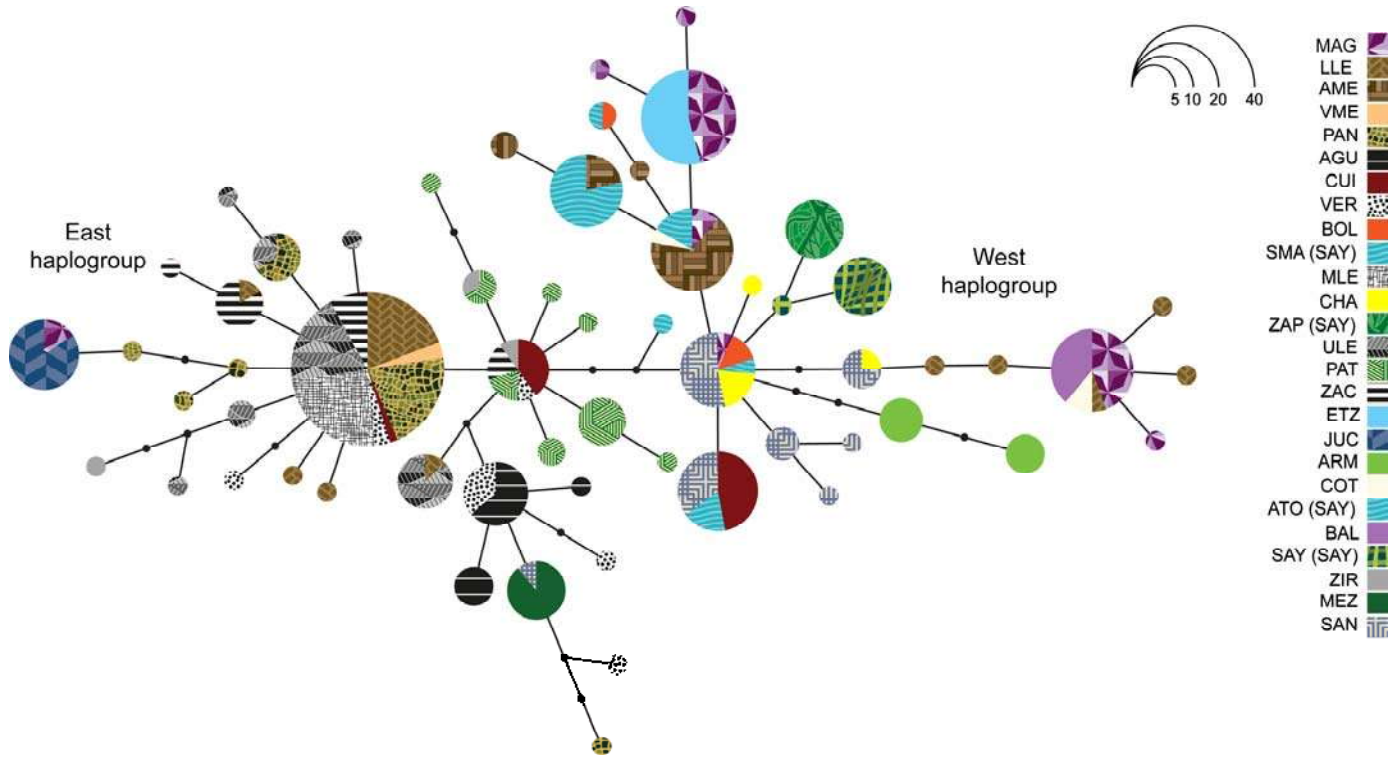 East
haplogroup
West
haplogroup
5 10 20 40
MAG
LLE
AME
VME
PAN
AGU
CUI
VER
BOL
SMA (SAY)
MLE
CHA
ZAP (SAY)
ULE
PAT
ZAC
ETZ
JUC
ARM
COT
ATO (SAY)
BAL
SAY (SAY)
ZIR
MEZ
SAN